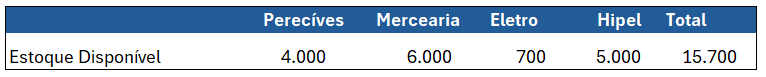 Perecíves Mercearia Eletro Hipel Total
Estoque Disponível 4.000 6.000 700 5.000 15.700